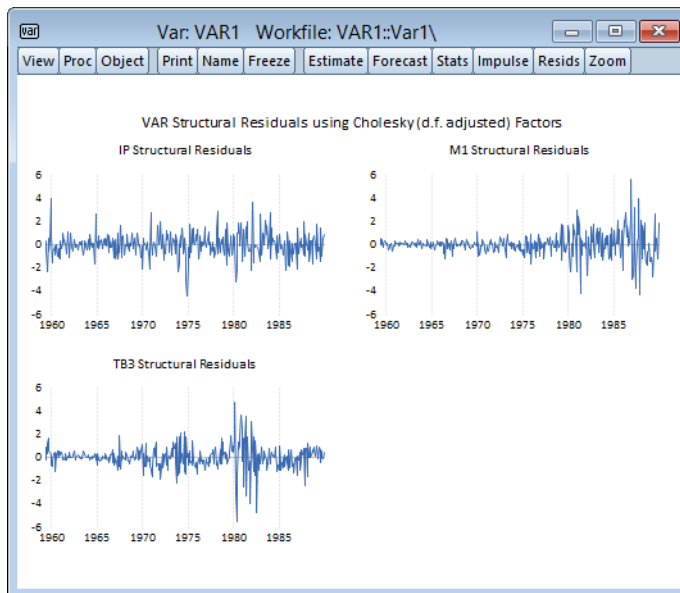 var
Var: VAR1 Workfile: VAR1::Var1\
View Proc Object Print Name Freeze Estimate Forecast Stats Impulse Resids Zoom
VAR Structural Residuals using Cholesky (d.f. adjusted) Factors
IP Structural Residuals
6
4
2
0
-2
-4
-6
1960 1965 1970 1975 1980 1985
M1 Structural Residuals
6
4
2
0
-2
-4
-6
1960 1965 1970 1975 1980 1985
TB3 Structural Residuals
6
4
2
0
-2
-4
-6
1960 1965 1970 1975 1980 1985